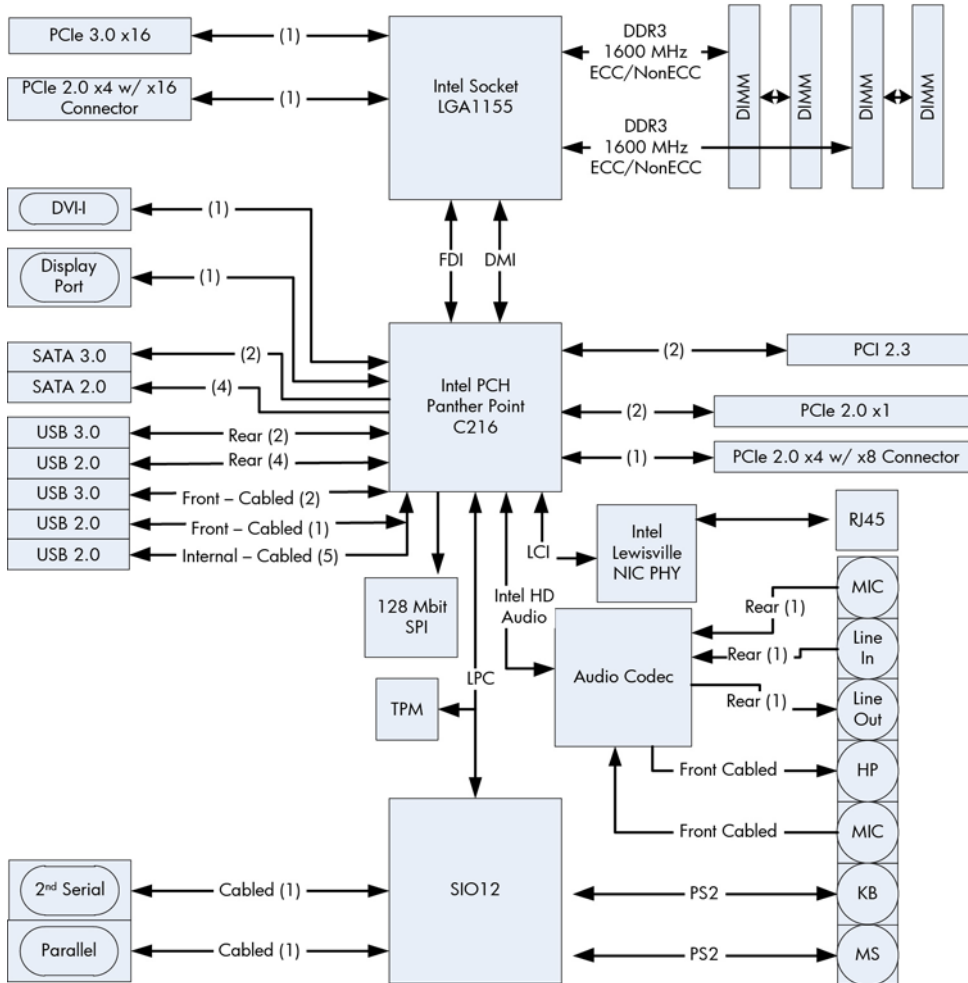 PCIe 3.0 x16
(1)
PCIe 2.0 x4 w/ x16
Connector
(1)
Intel Socket
LGA1155
DDR3
1600 MHz
ECC/NonECC
DDR3
1600 MHz
ECC/NonECC
DIMM
DIMM
DIMM
DIMM
DVI-I
(1)
Display
Port
(1)
FDI
DMI
SATA 3.0
(2)
SATA 2.0
(4)
USB 3.0
Rear (2)
USB 2.0
Rear (4)
USB 3.0
Front – Cabled (2)
USB 2.0
Front – Cabled (1)
USB 2.0
Internal – Cabled (5)
Intel PCH
Panther Point
C216
(2)
PCI 2.3
(2)
PCIe 2.0 x1
(1)
PCIe 2.0 x4 w/ x8 Connector
LCI
Intel
Lewisville
NIC PHY
RJ45
128 Mbit
SPI
Intel HD
Audio
LPC
TPM
Audio Codec
Rear (1)
MIC
Rear (1)
Line
In
Rear (1)
Line
Out
Front Cabled
HP
Front Cabled
MIC
2nd Serial
Cabled (1)
Parallel
Cabled (1)
SIO12
PS2
KB
PS2
MS